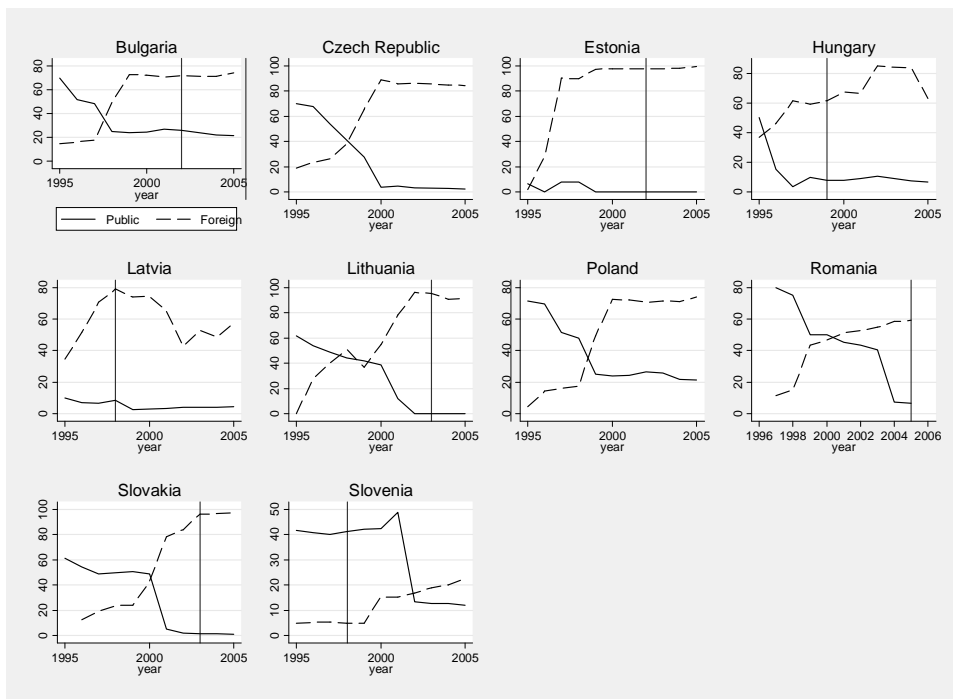 Bulgaria
0 20 40 60 80
1995 2000 2005
year
Public Foreign
Czech Republic
0 20 40 60 80 100
1995 2000 2005
year
Estonia
0 20 40 60 80 100
1995 2000 2005
year
Hungary
0 20 40 60 80
1995 2000 2005
year
Latvia
0 20 40 60 80
1995 2000 2005
year
Lithuania
0 20 40 60 80 100
1995 2000 2005
year
Poland
0 20 40 60 80
1995 2000 2005
year
Romania
0 20 40 60 80
1996 1998 2000 2002 2004 2006
year
Slovakia
0 20 40 60 80 100
1995 2000 2005
year
Slovenia
0 10 20 30 40 50
1995 2000 2005
year